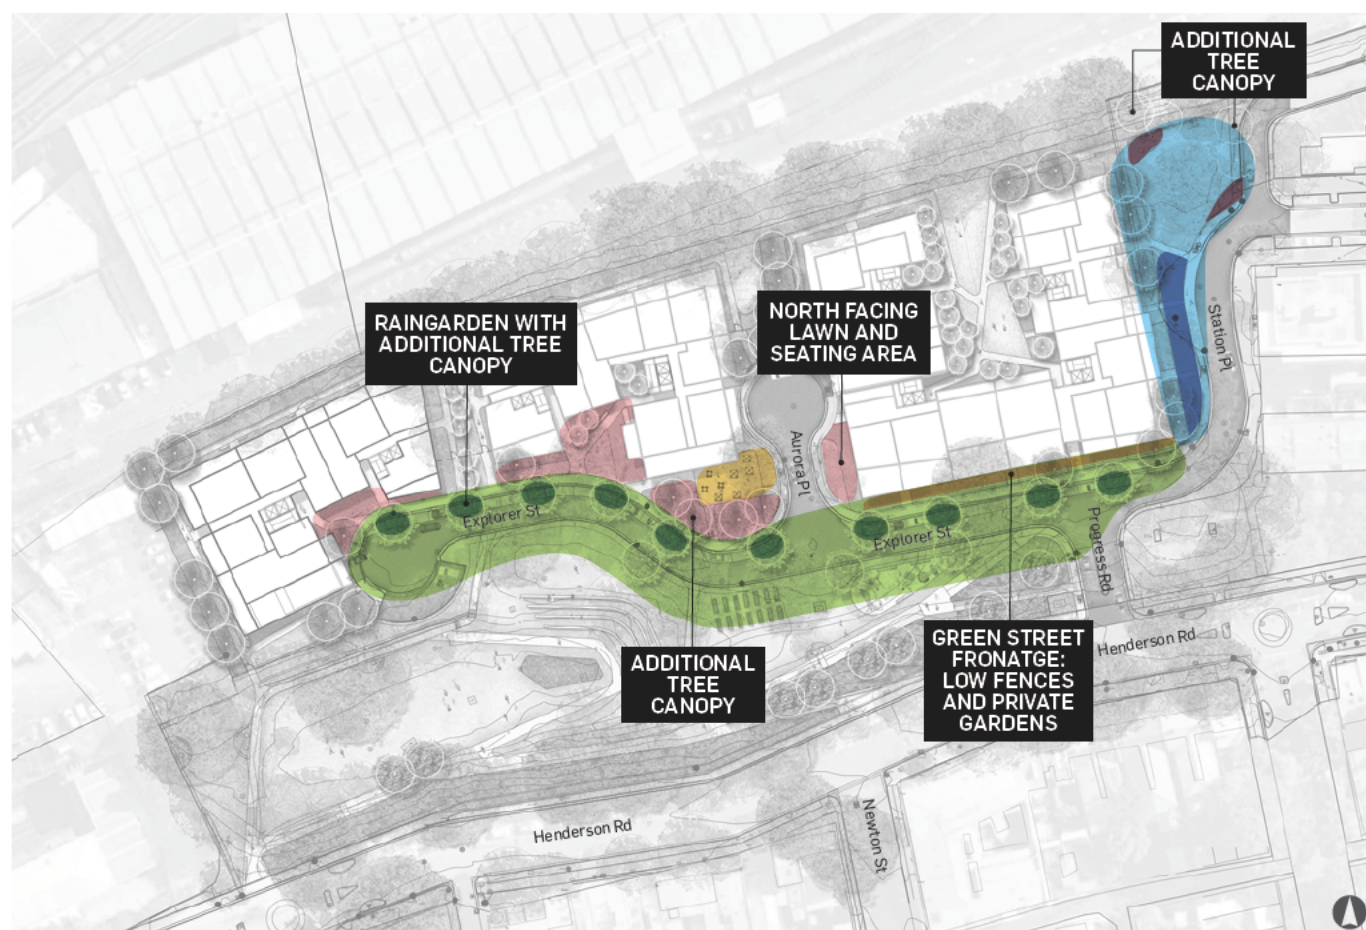 ADDITIONAL
TREE
CANOPY
RAINGARDEN WITH
ADDITIONAL TREE
CANOPY
NORTH FACING
LAWN AND
SEATING AREA
Station Pl
Aurora Pl
Explorer St
Explorer St
Progress Rd
ADDITIONAL
TREE
CANOPY
GREEN STREET
FRONATGE:
LOW FENCES
AND PRIVATE
GARDENS
Henderson Rd
Henderson Rd
Newton St